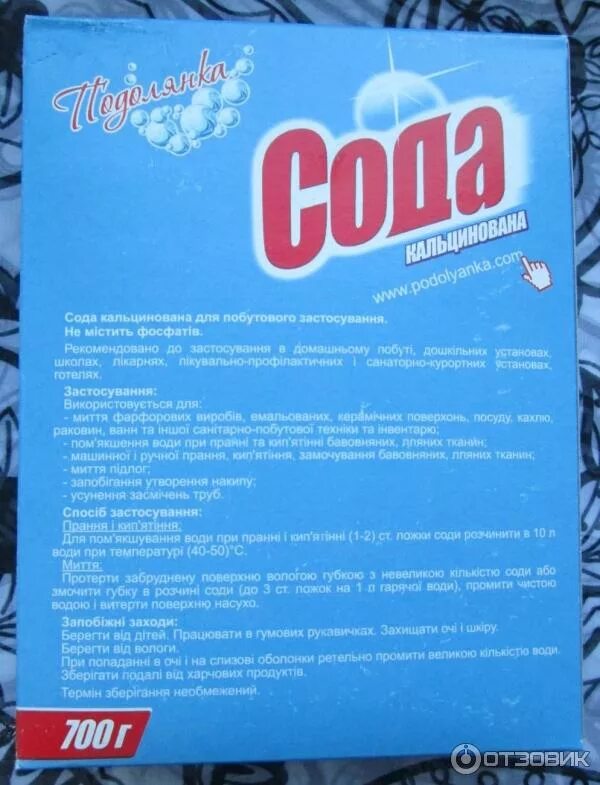 Подолянка
Сода
кальцинована
www.podolyanka.com
Сода кальцинована для побутового застосування.
Не містить фосфатів.
Рекомендовано до застосування в домашньому побуті, дошкільних установах,
школах, лікарнях, лікувально-профілактичних і санаторно-курортних установах,
готелях.
Застосування:
Використовується для:
- миття фарфорових виробів, емальованих, керамічних поверхонь, посуду, кахлю,
раковин, ванн та іншої санітарно-побутової техніки та інвентарю;
- пом'якшення води при пранні та кип'ятінні бавовняних, лляних тканин;
- машинної і ручної прання, кип'ятіння, замочування бавовняних, лляних тканин;
- миття підлог;
- запобігання утворення накипу;
- усунення засмічень труб.
Спосіб застосування:
Прання і кип'ятіння:
Для пом'якшування води при пранні і кип'ятінні (1-2) ст. ложки соди розчинити в 10 л
води при температурі (40-50)°С.
Миття:
Протерти забруднену поверхню вологою губкою з невеликою кількістю соди або
змочити губку в розчині соди (до 3 ст. ложок на 1 л гарячої води), промити чистою
водою і витерти поверхню насухо.
Запобіжні заходи:
Берегти від дітей. Працювати в гумових рукавичках. Захищати очі і шкіру.
Берегти від вологи.
При попаданні в очі і на слизові оболонки ретельно промити великою кількістю води.
Зберігати подалі від харчових продуктів.
Термін зберігання необмежений.
700 г
ОТЗОВИК